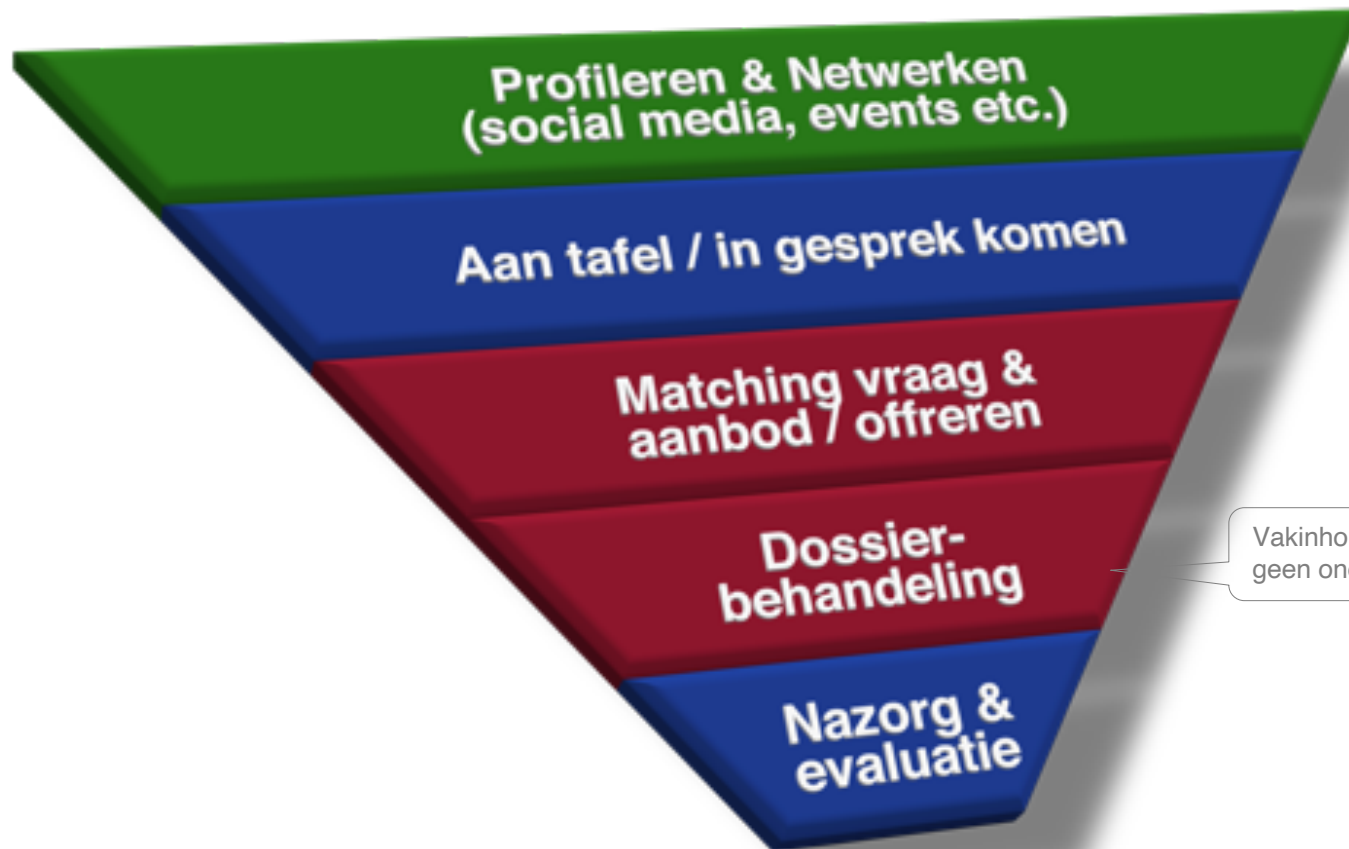 Profileren & Netwerken
(social media, events etc.)
Aan tafel / in gesprek komen
Matching vraag &
aanbod / offreren
Dossier-
behandeling
geen
Nazorg &
evaluatie